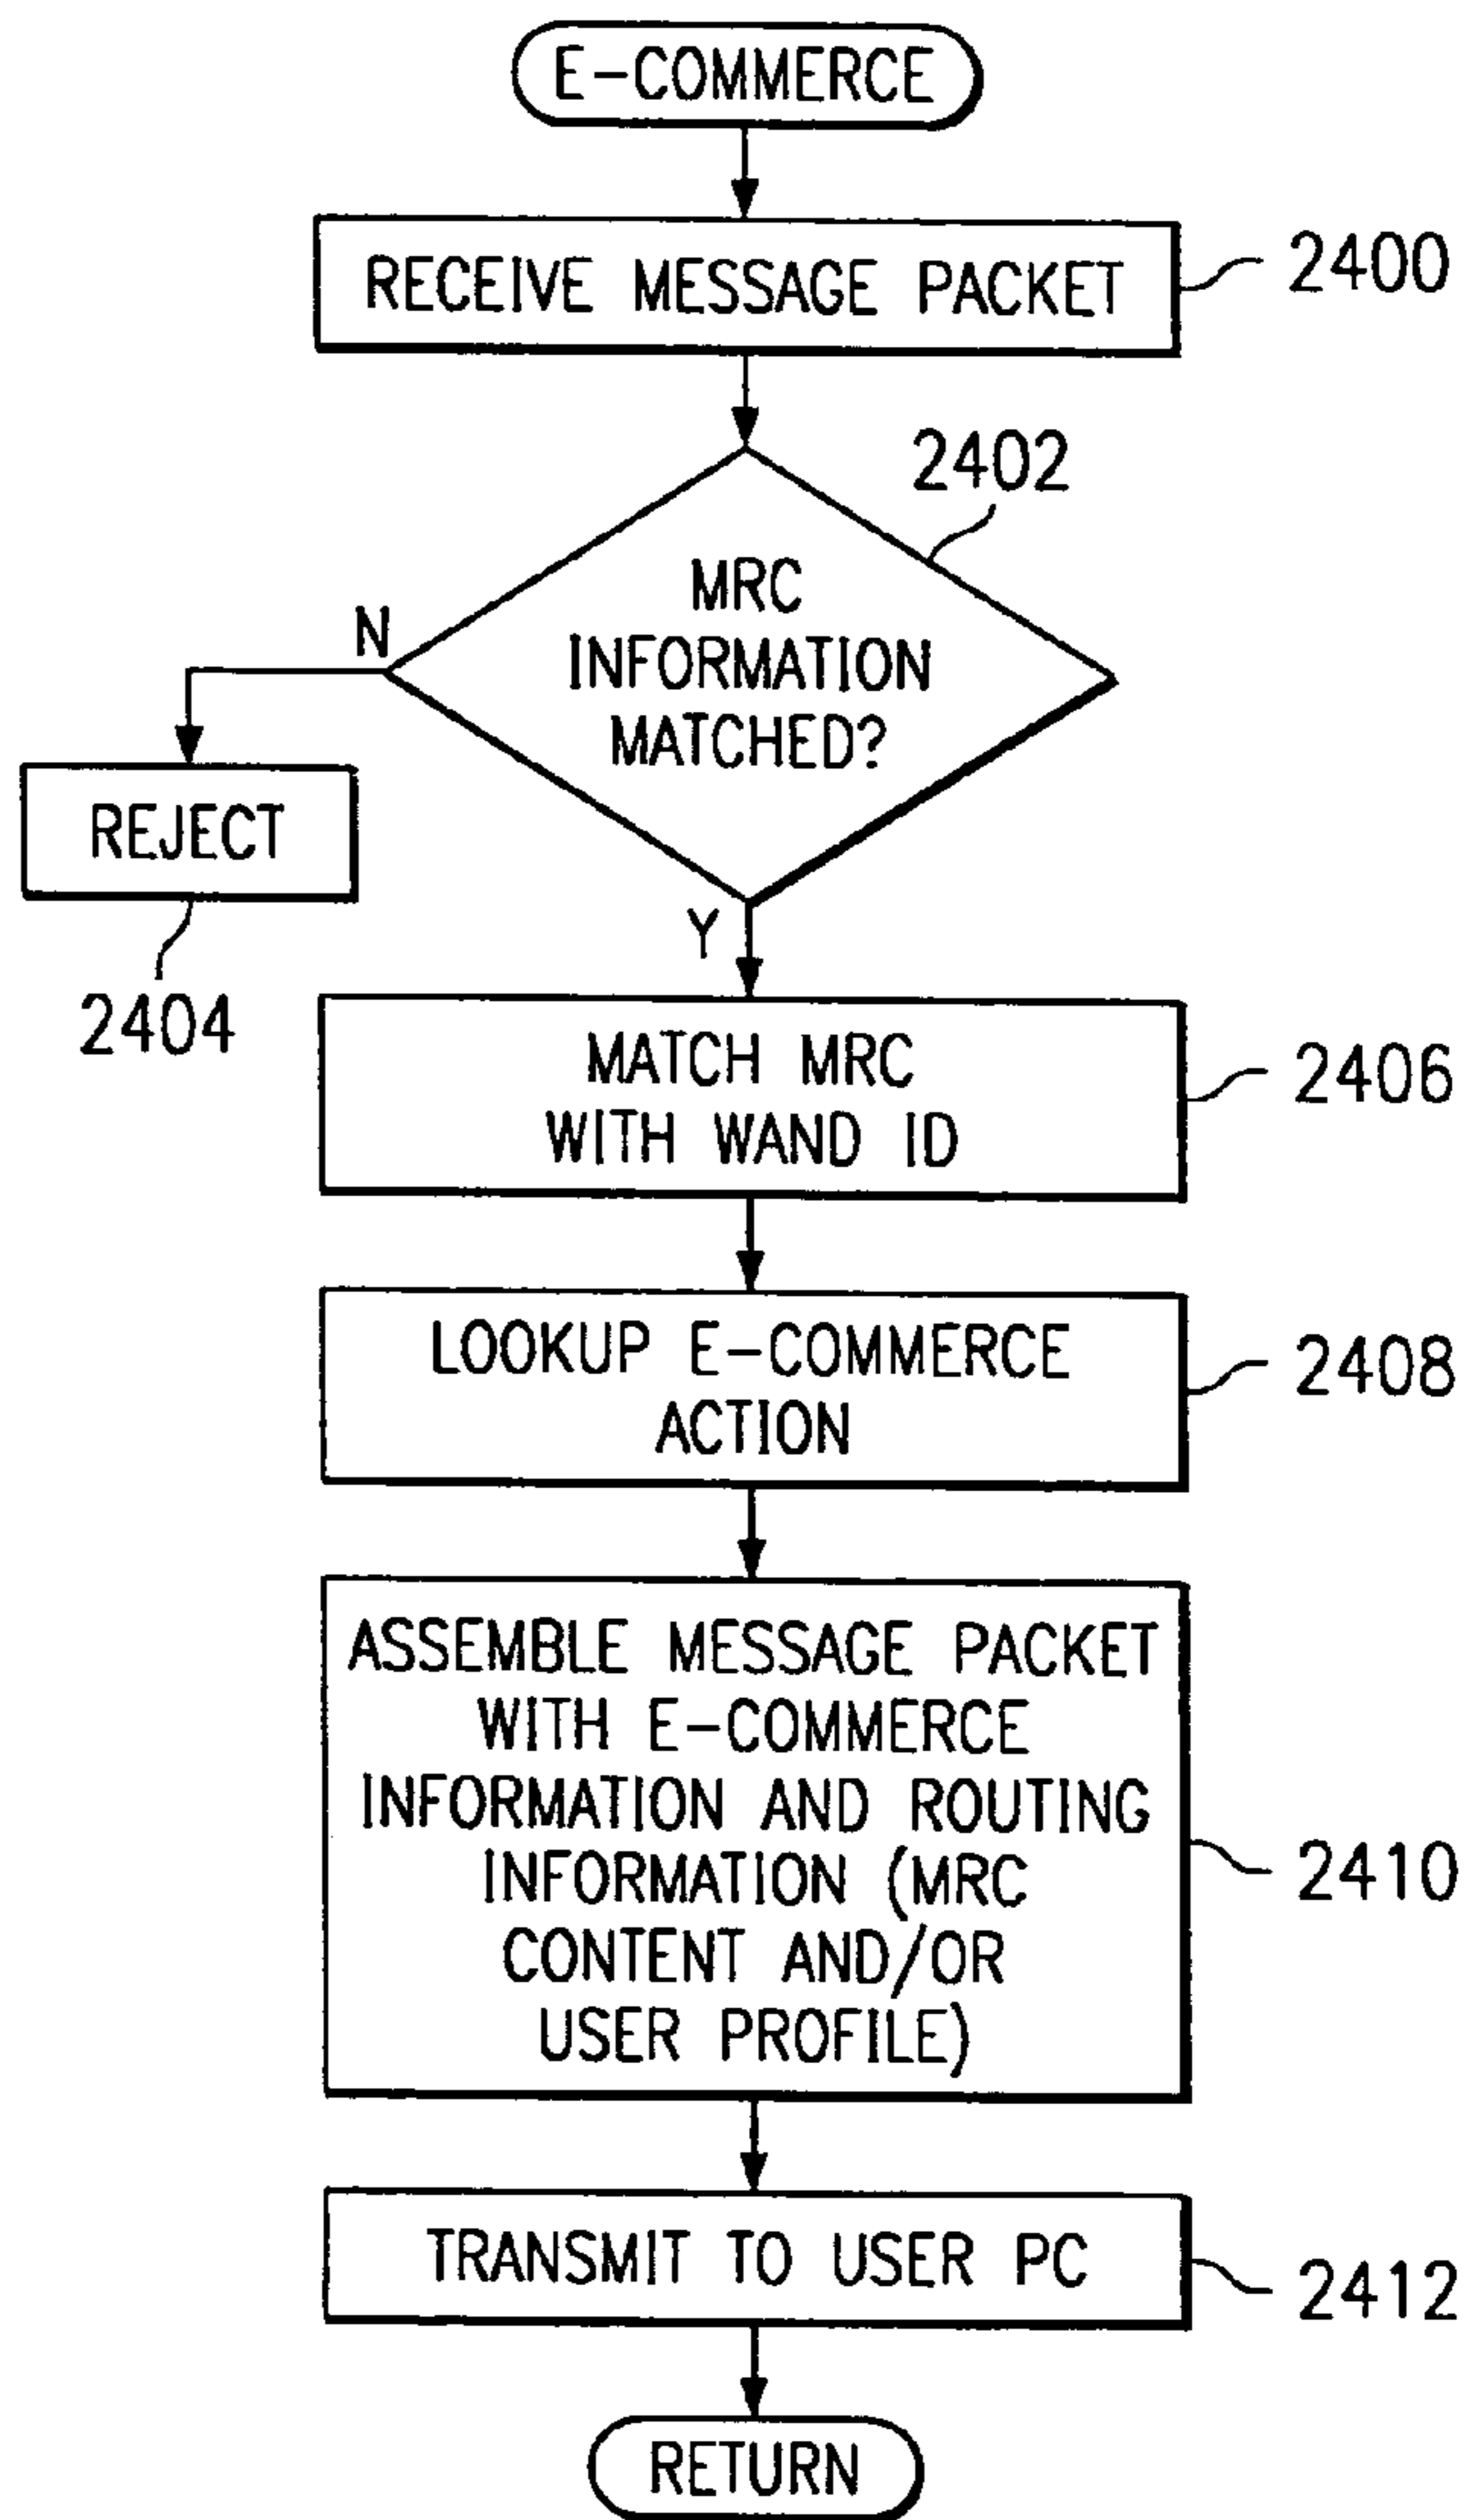 E-COMMERCE
RECEIVE MESSAGE PACKET
2400
2402
MRC
INFORMATION
MATCHED?
N
REJECT
2404
Y
MATCH MRC
WITH WAND ID
2406
LOOKUP E-COMMERCE
ACTION
2408
ASSEMBLE MESSAGE PACKET
WITH E-COMMERCE
INFORMATION AND ROUTING
INFORMATION (MRC
CONTENT AND/OR
USER PROFILE)
2410
TRANSMIT TO USER PC
2412
RETURN